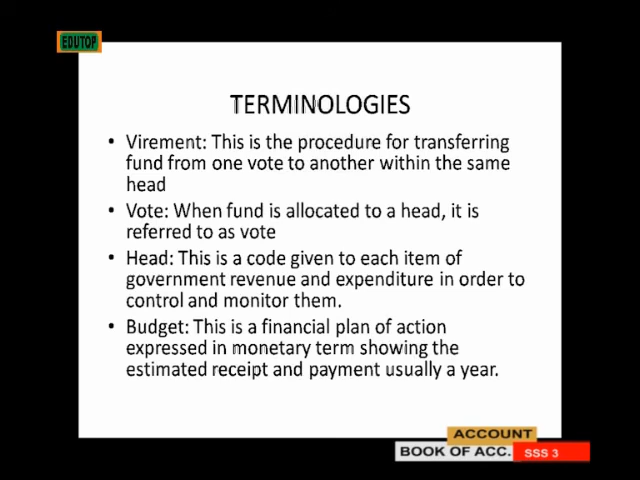 EDUTOP
TERMINOLOGIES
• Virement: This is the procedure for transferring
fund from one vote to another within the same
head
• Vote: When fund is allocated to a head, it is
referred to as vote
• Head: This is a code given to each item of
government revenue and expenditure in order to
control and monitor them.
• Budget: This is a financial plan of action
expressed in monetary term showing the
estimated receipt and payment usually a year.
ACCOUNT
BOOK OF ACC. SSS 3